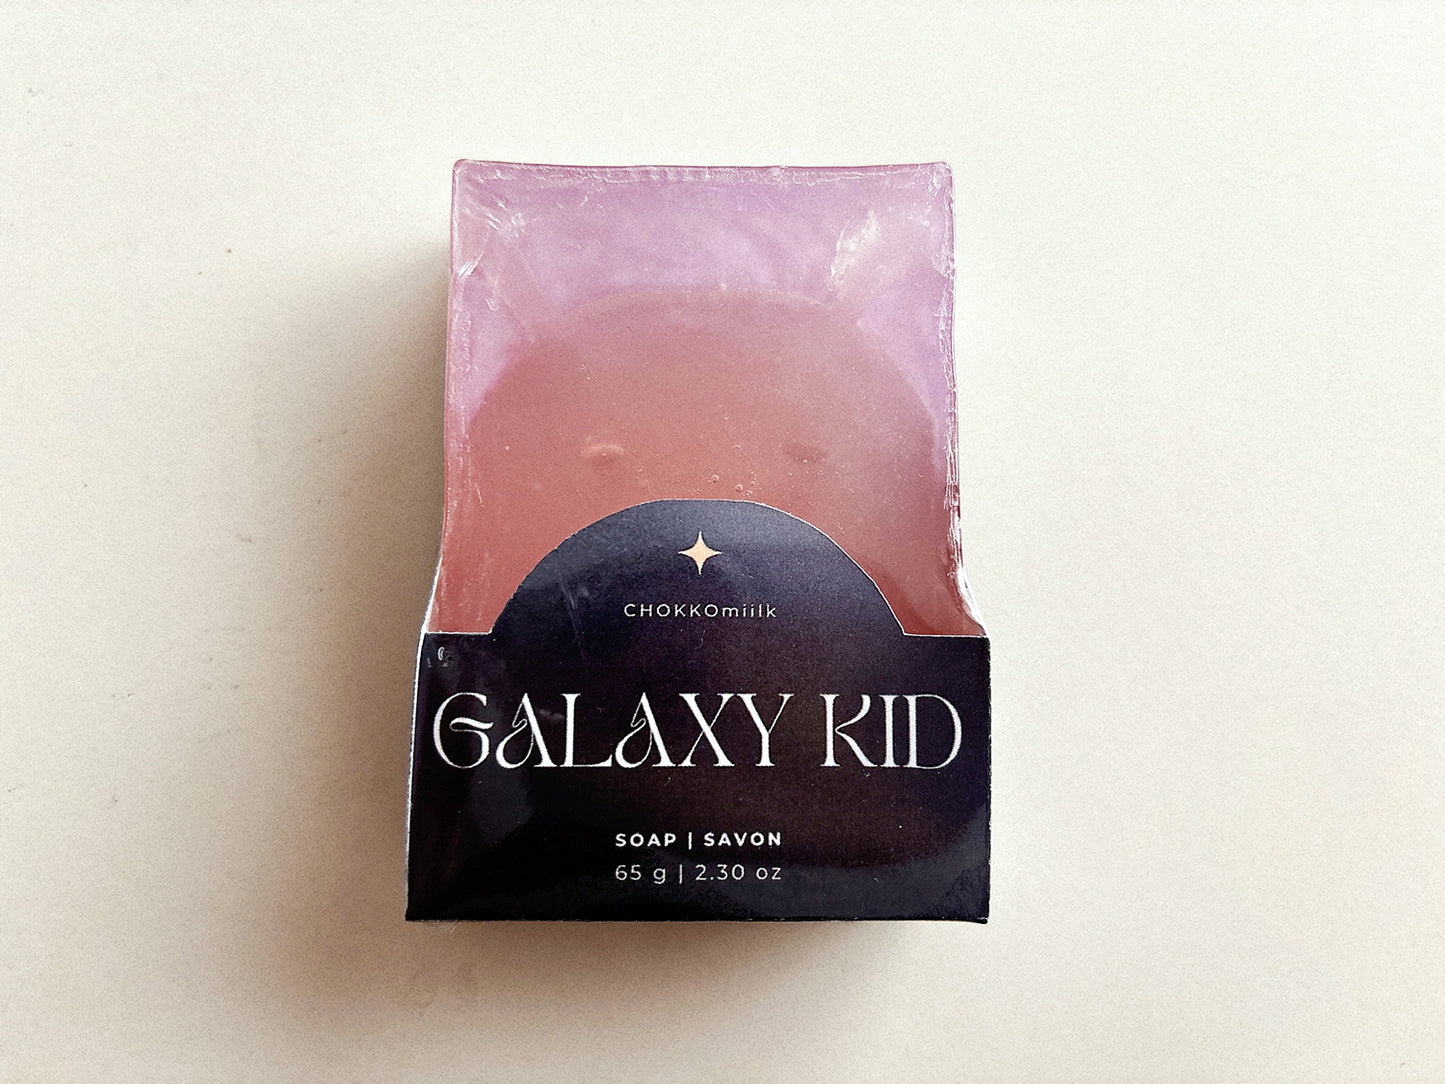 CHOKKOmiilk
GALAXY KID
SOAP | SAVON
65 g | 2.30 oz